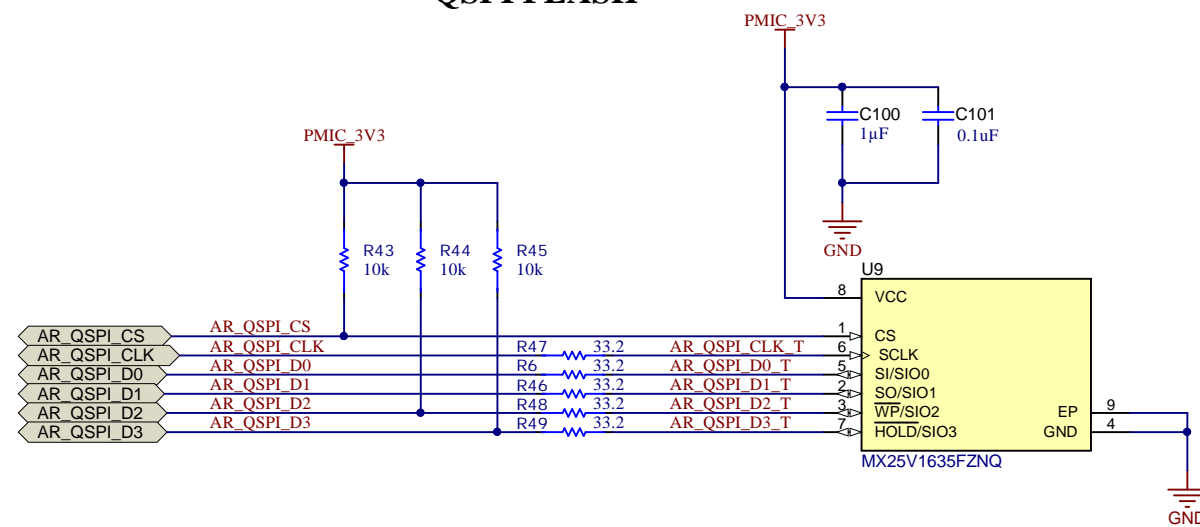 QSPI FLASH
PMIC_3V3
C100
1µF
C101
0.1uF
GND
PMIC_3V3
R43
10k
R44
10k
R45
10k
U9
8 VCC
AR_QSPI_CS AR_QSPI_CS 1 CS
AR_QSPI_CLK AR_QSPI_CLK R47 33.2 AR_QSPI_CLK_T 6 SCLK
AR_QSPI_D0 AR_QSPI_D0 R6 33.2 AR_QSPI_D0_T 5 SI/SIO0
AR_QSPI_D1 AR_QSPI_D1 R46 33.2 AR_QSPI_D1_T 2 SO/SIO1
AR_QSPI_D2 AR_QSPI_D2 R48 33.2 AR_QSPI_D2_T 3 WP/SIO2 EP 9
AR_QSPI_D3 AR_QSPI_D3 R49 33.2 AR_QSPI_D3_T 7 HOLD/SIO3 GND 4
MX25V1635FZNQ
GND